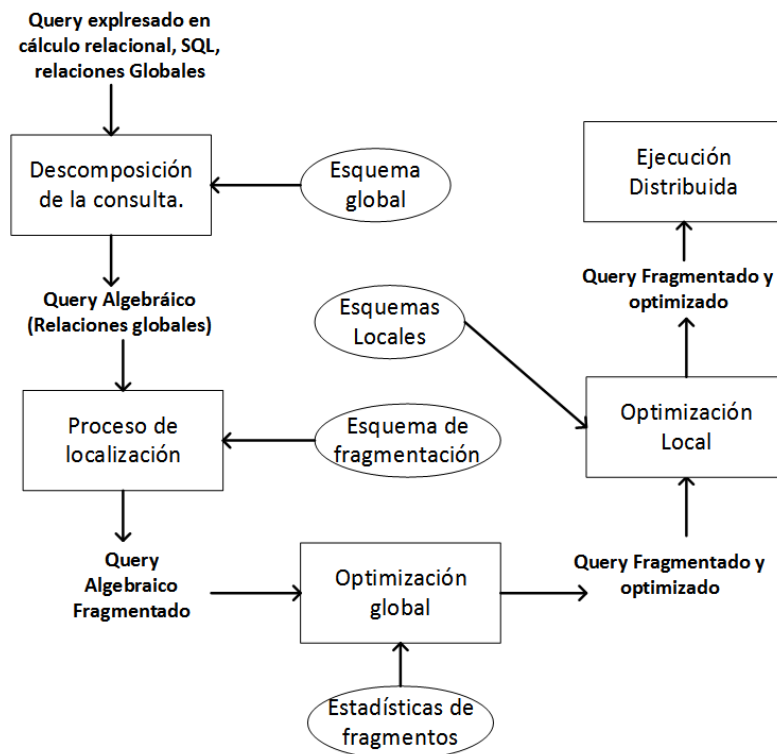 Query explresado en
cálculo relacional, SQL,
relaciones Globales
Descomposición
de la consulta.
Esquema
global
Query Algebráico
(Relaciones globales)
Proceso de
localización
Esquema de
fragmentación
Query
Algebraico
Fragmentado
Optimización
global
Estadísticas de
fragmentos
Query Fragmentado y
optimizado
Esquemas
Locales
Optimización
Local
Query Fragmentado y
optimizado
Ejecución
Distribuida